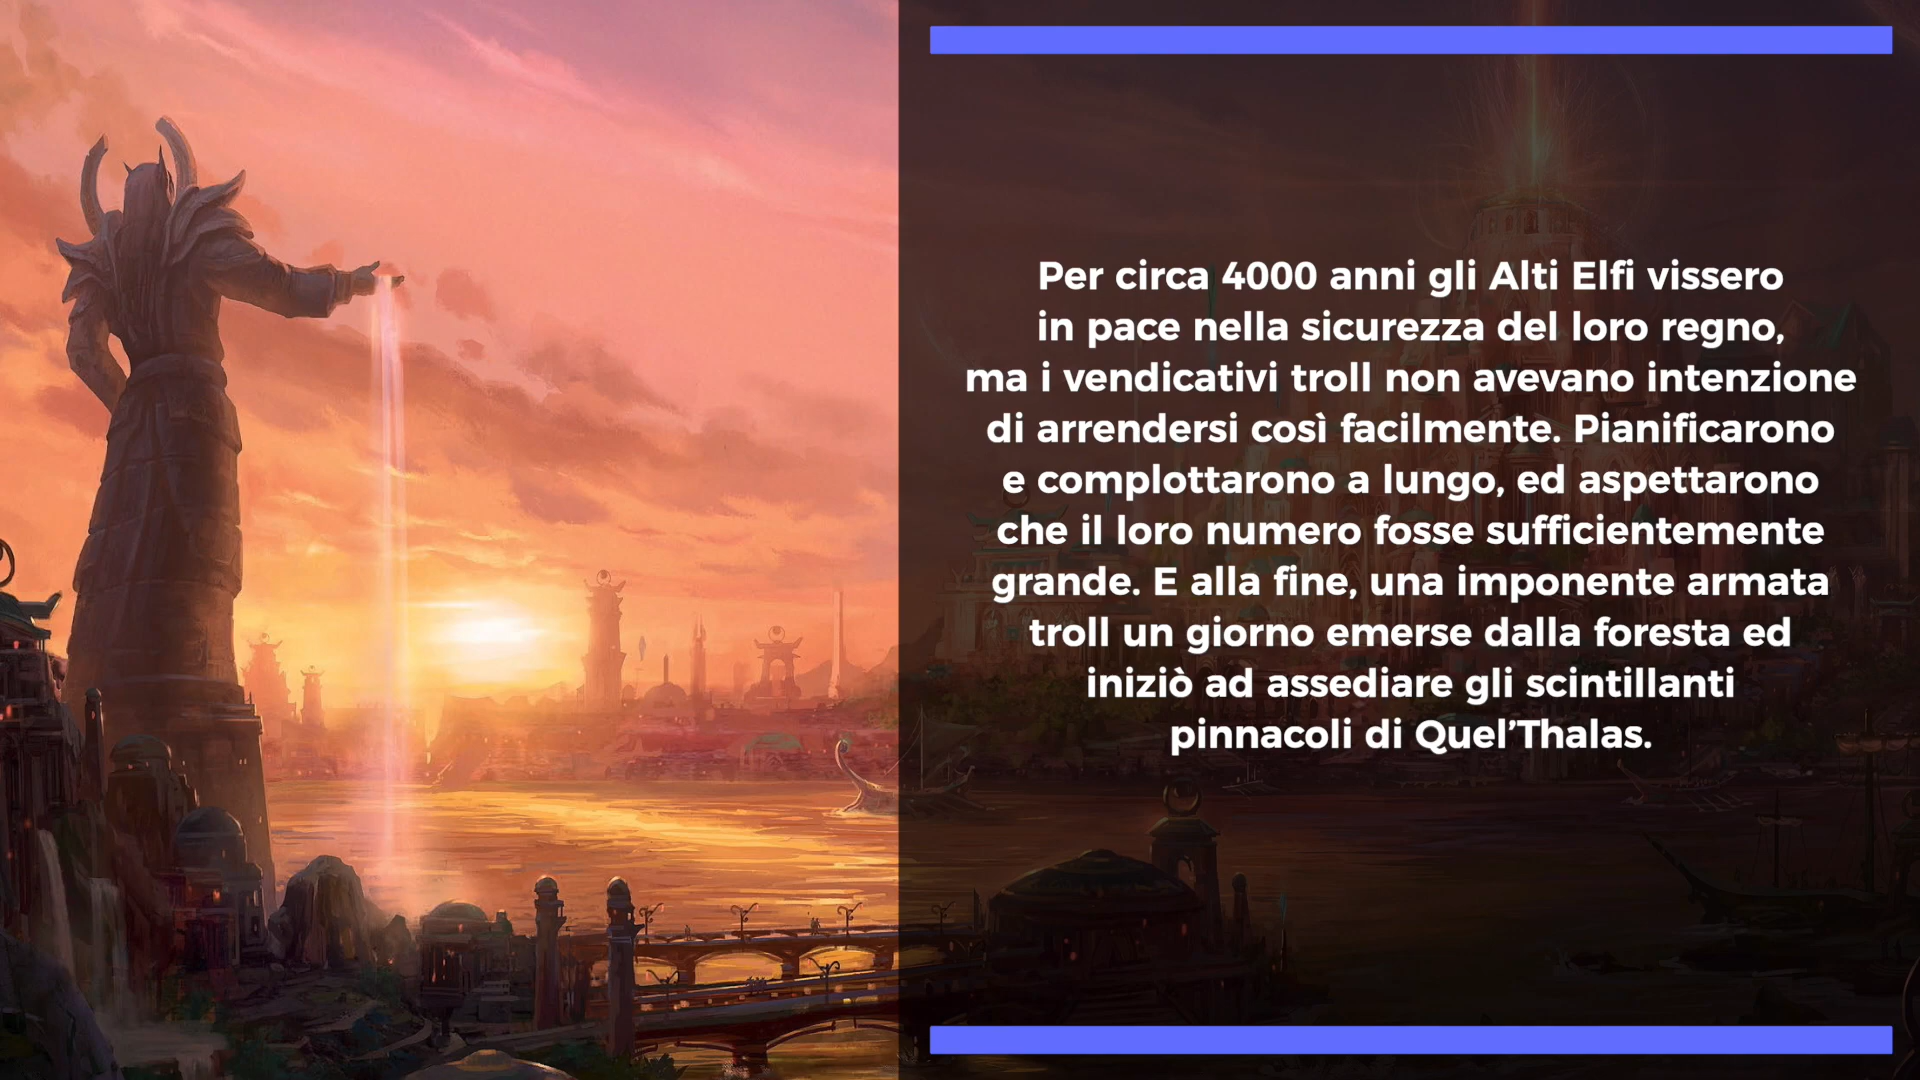 Per circa 4000 anni gli Alti Elfi vissero
in pace nella sicurezza del loro regno,
ma i vendicativi troll non avevano intenzione
di arrendersi così facilmente. Pianificarono
e complottarono a lungo, ed aspettarono
che il loro numero fosse sufficientemente
grande. E alla fine, una imponente armata
troll un giorno emerse dalla foresta ed
iniziò ad assediare gli scintillanti
pinnacoli di Quel’Thalas.